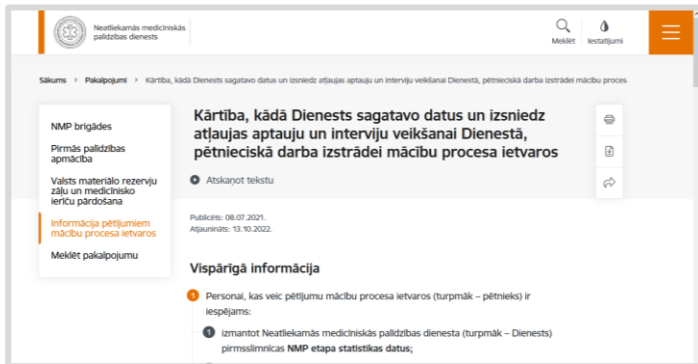 Neatliekamās medicīniskās
palīdzības dienests
Meklēt
Iestatījumi
Sākums > Pakalpojumi > Kārtība, kādā Dienests sagatavo datus un izsniedz atļaujas aptauju un interviju veikšanai Dienestā, pētnieciskā darba izstrādei mācību proces
NMP brigādes
Pirmās palīdzības
apmācība
Valsts materiālo rezervju
zāļu un medicīnisko
ierīču pārdošana
Informācija pētījumiem
mācību procesa ietvaros
Meklēt pakalpojumu
Kārtība, kādā Dienests sagatavo datus un izsniedz
atļaujas aptauju un interviju veikšanai Dienestā,
pētnieciskā darba izstrādei mācību procesa ietvaros
Atskaņot tekstu
Publicēts: 08.07.2021.
Atjaunināts: 13.10.2022.
Vispārīgā informācija
1 Personai, kas veic pētījumu mācību procesa ietvaros (turpmāk – pētnieks) ir
iespējams:
1 izmantot Neatliekamās medicīniskās palīdzības dienesta (turpmāk – Dienests)
pirmsslimnīcas NMP etapa statistikas datus;